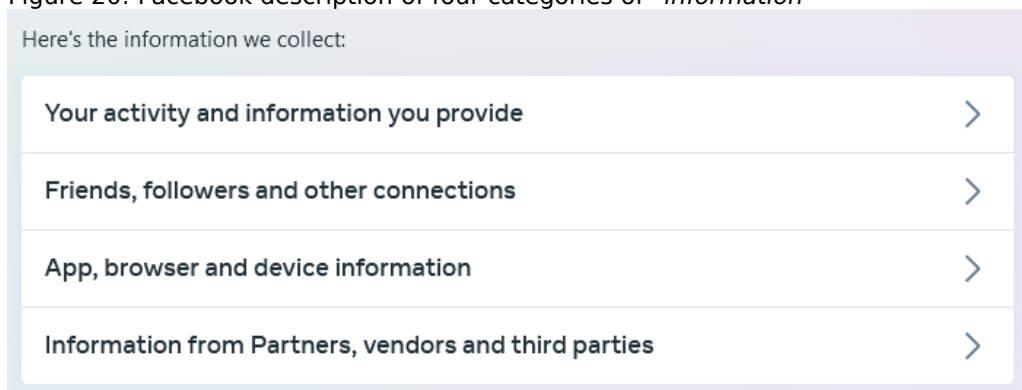 Figure 20: Facebook description of four categories of "information"
Here's the information we collect:
Your activity and information you provide
Friends, followers and other connections
App, browser and device information
Information from Partners, vendors and third parties